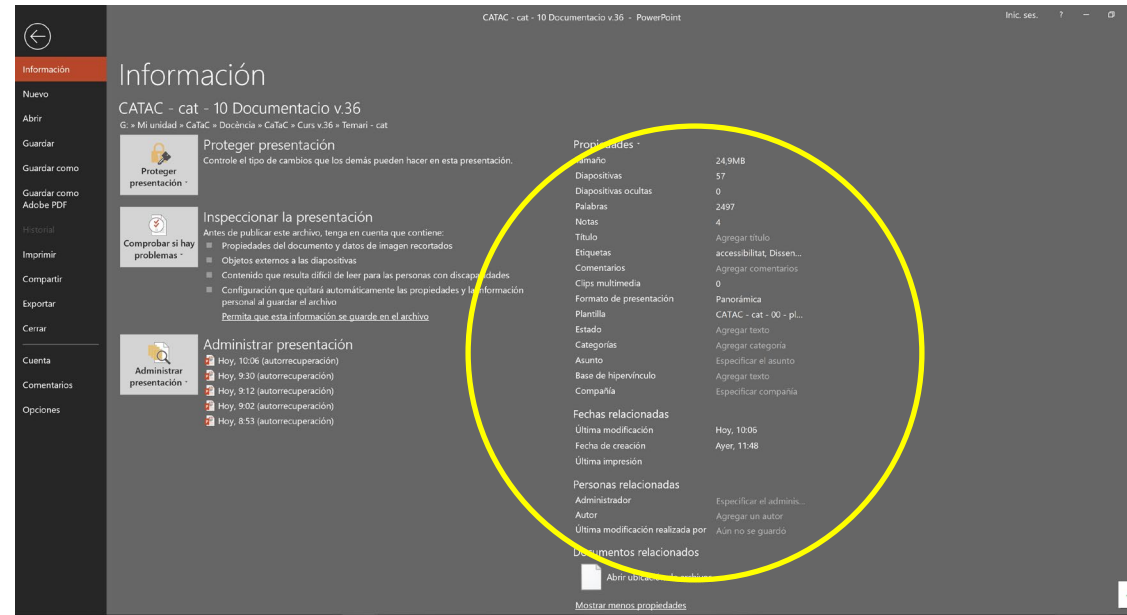 CATAC - cat - 10 Documentacio v.36 - PowerPoint
Inic. ses.
?
Información
Nuevo
Abrir
Guardar
Guardar como
Guardar como
Adobe PDF
Historial
Imprimir
Compartir
Exportar
Cerrar
Cuenta
Comentarios
Opciones
Información
CATAC - cat - 10 Documentacio v.36
G: » Mi unidad » CaTaC » Docència » CaTaC » Curs v.36 » Temari - cat
Proteger
presentación
Proteger presentación
Controle el tipo de cambios que los demás pueden hacer en esta presentación.
Comprobar si hay
problemas
Inspeccionar la presentación
Antes de publicar este archivo, tenga en cuenta que contiene:
Propiedades del documento y datos de imagen recortados
Objetos externos a las diapositivas
Contenido que resulta difícil de leer para las personas con discapacidades
Configuración que quitará automáticamente las propiedades y la información
personal al guardar el archivo
Permita que esta información se guarde en el archivo
Administrar
presentación
Administrar presentación
Hoy, 10:06 (autorrecuperación)
Hoy, 9:30 (autorrecuperación)
Hoy, 9:12 (autorrecuperación)
Hoy, 9:02 (autorrecuperación)
Hoy, 8:53 (autorrecuperación)
Propiedades
Tamaño 24,9MB
Diapositivas 57
Diapositivas ocultas 0
Palabras 2497
Notas 4
Título Agregar título
Etiquetas accessibilitat, Dissen...
Comentarios Agregar comentarios
Clips multimedia 0
Formato de presentación Panorámica
Plantilla CATAC - cat - 00 - pl...
Estado Agregar texto
Categorías Agregar categoría
Asunto Especificar el asunto
Base de hipervínculo Agregar texto
Compañía Especificar compañía
Fechas relacionadas
Última modificación Hoy, 10:06
Fecha de creación Ayer, 11:48
Última impresión
Personas relacionadas
Administrador Especificar el adminis...
Autor Agregar un autor
Última modificación realizada por Aún no se guardó
Documentos relacionados
Abrir ubicación de archivos
Mostrar menos propiedades